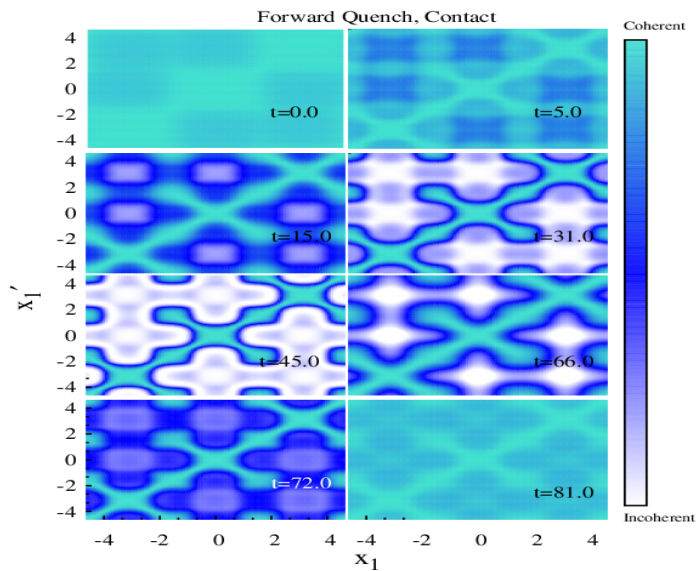 Forward Quench, Contact
Coherent
4
2
0
-2
-4
t=0.0
t=5.0
4
2
0
-2
-4
t=15.0
t=31.0
x₁′
4
2
0
-2
-4
t=45.0
t=66.0
4
2
0
-2
-4
t=72.0
t=81.0
Incoherent
-4 -2 0 2 4 -4 -2 0 2 4
x₁